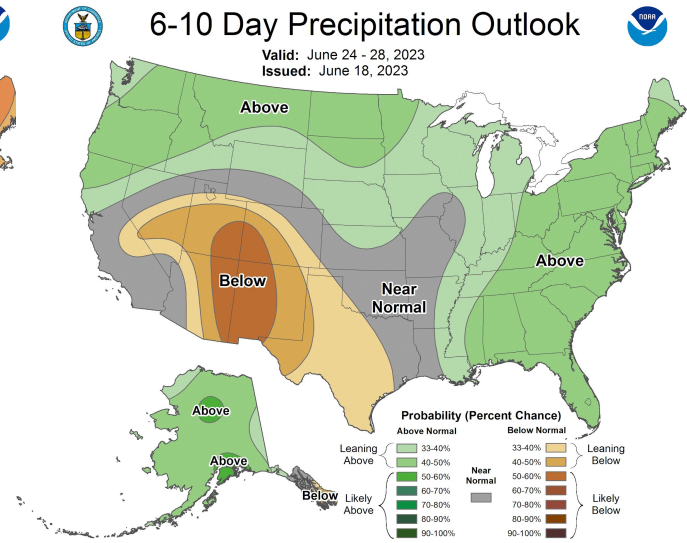 6-10 Day Precipitation Outlook
NOAA
Valid: June 24 - 28, 2023
Issued: June 18, 2023
Above
Above
Below
Near
Normal
Above
Above
Below
Probability (Percent Chance)
Above Normal
Below Normal
Leaning
Above
33-40%
40-50%
50-60%
60-70%
70-80%
80-90%
90-100%
Likely
Above
Near
Normal
33-40%
40-50%
50-60%
60-70%
70-80%
80-90%
90-100%
Leaning
Below
Likely
Below